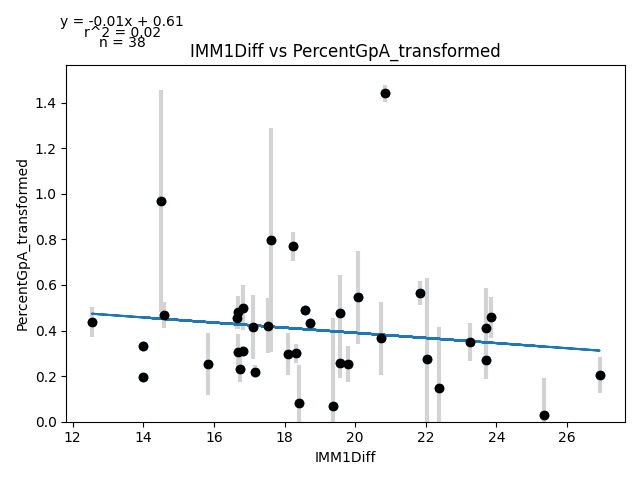 y = -0.01x + 0.61
r^2 = 0.02
n = 38
IMM1Diff vs PercentGpA_transformed
PercentGpA_transformed
1.4
1.2
1.0
0.8
0.6
0.4
0.2
0.0
12 14 16 18 20 22 24 26
IMM1Diff